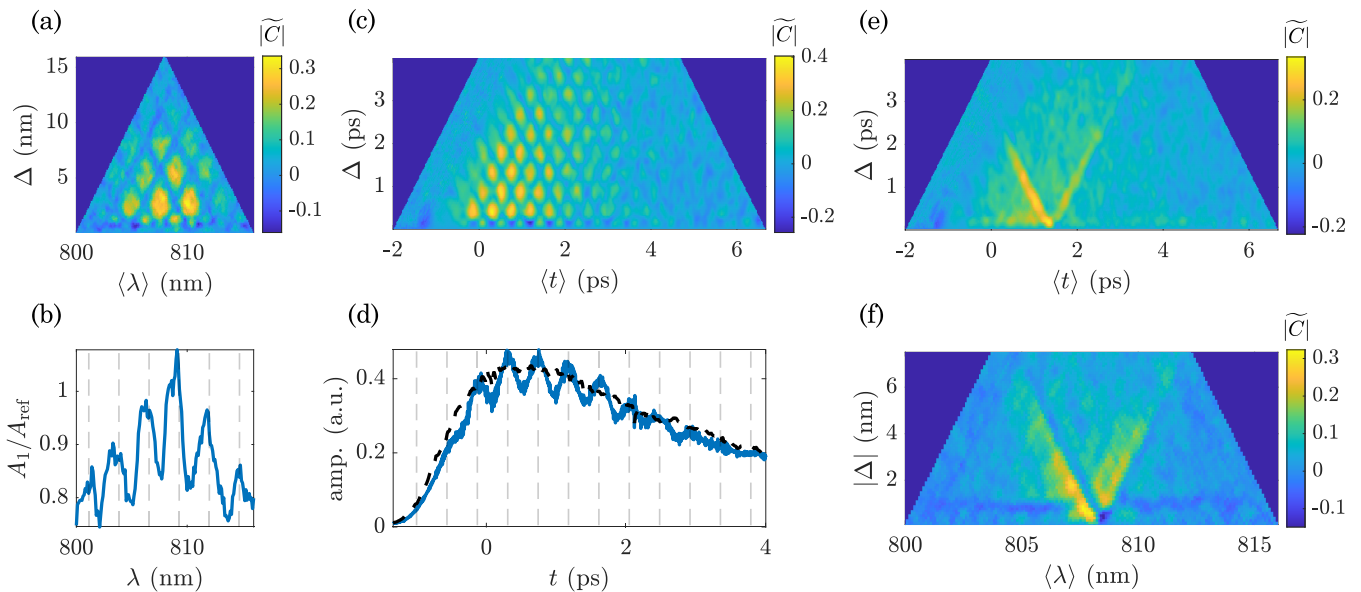 (a)
|C̃|
15
10
5
Δ (nm)
0.3
0.2
0.1
0
-0.1
800
810
⟨λ⟩ (nm)
(c)
|C̃|
3
2
1
Δ (ps)
0.4
0.2
0
-0.2
-2
0
2
4
6
⟨t⟩ (ps)
(e)
|C̃|
3
2
1
Δ (ps)
0.2
0
-0.2
-2
0
2
4
6
⟨t⟩ (ps)
(b)
1
0.9
0.8
A₁/A_ref
800
810
λ (nm)
(d)
0.4
0.2
0
amp. (a.u.)
0
2
4
t (ps)
(f)
|C̃|
6
4
2
|Δ| (nm)
0.3
0.2
0.1
0
-0.1
800
805
810
815
⟨λ⟩ (nm)